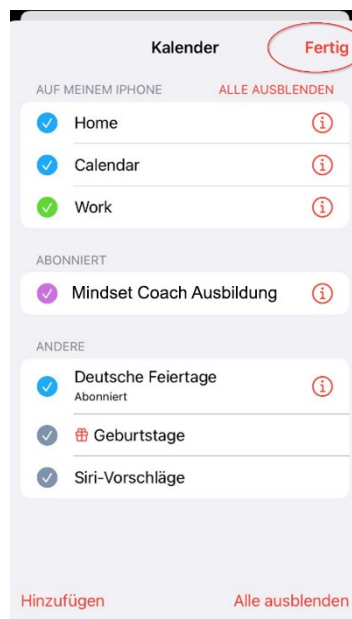 Kalender Fertig
AUF MEINEM IPHONE ALLE AUSBLENDEN
Home
Calendar
Work
ABONNIERT
Mindset Coach Ausbildung
ANDERE
Deutsche Feiertage
Abonniert
Geburtstage
Siri-Vorschläge
Hinzufügen Alle ausblenden